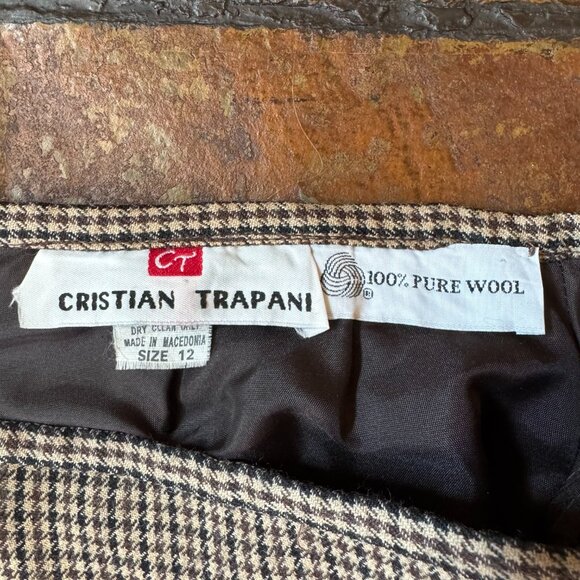 CT
CRISTIAN TRAPANI
® 100% PURE WOOL
DRY CLEAN ONLY
MADE IN MACEDONIA
SIZE 12